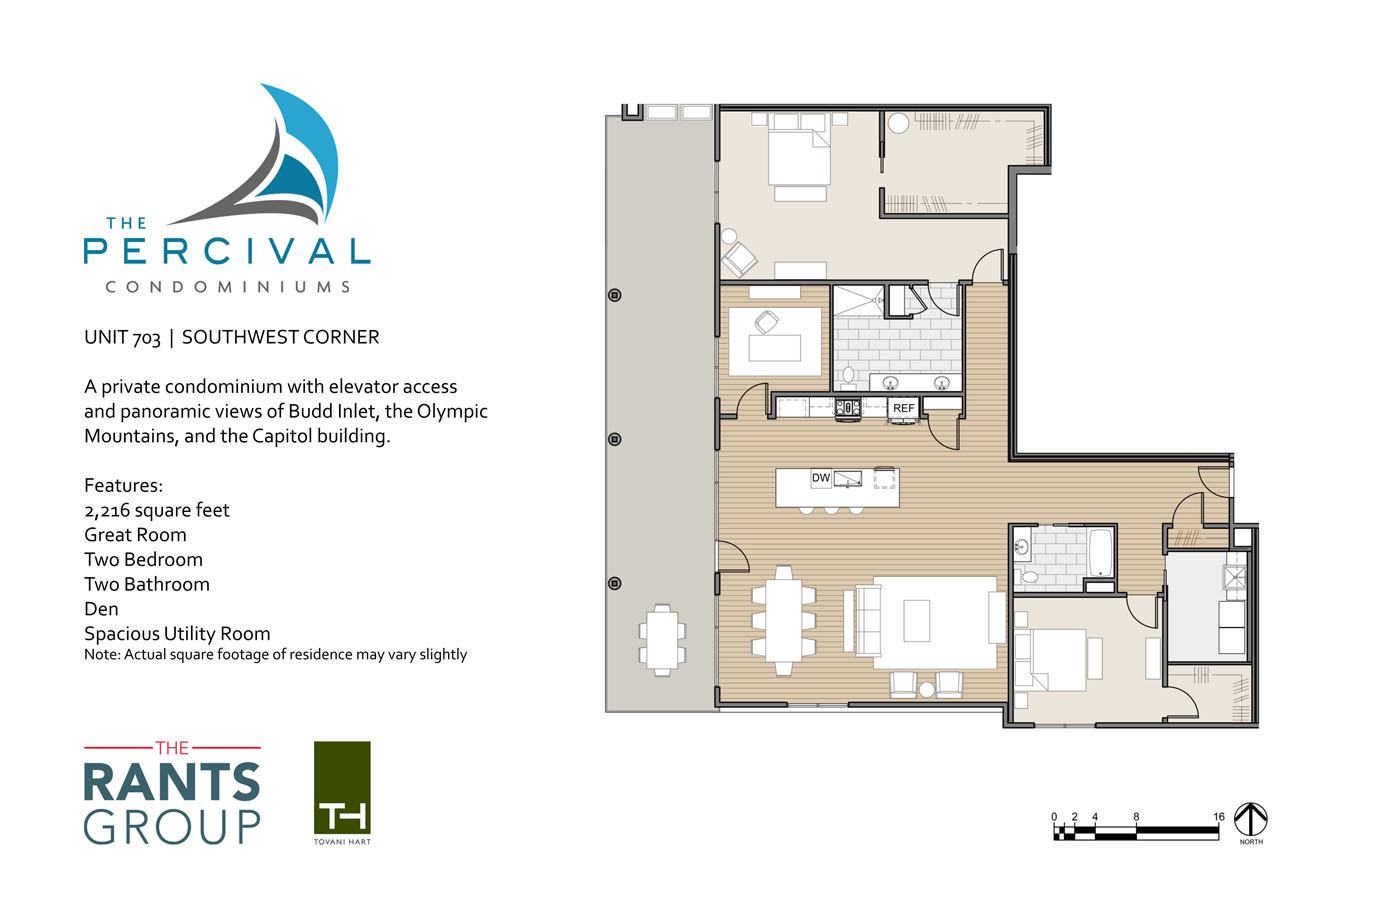 THE
PERCIVAL
CONDOMINIUMS
UNIT 703 | SOUTHWEST CORNER
A private condominium with elevator access
and panoramic views of Budd Inlet, the Olympic
Mountains, and the Capitol building.
Features:
2,216 square feet
Great Room
Two Bedroom
Two Bathroom
Den
Spacious Utility Room
Note: Actual square footage of residence may vary slightly
THE
RANTS
GROUP
TH
TOVANI HART
REF
DW
0 2 4 8 16
NORTH